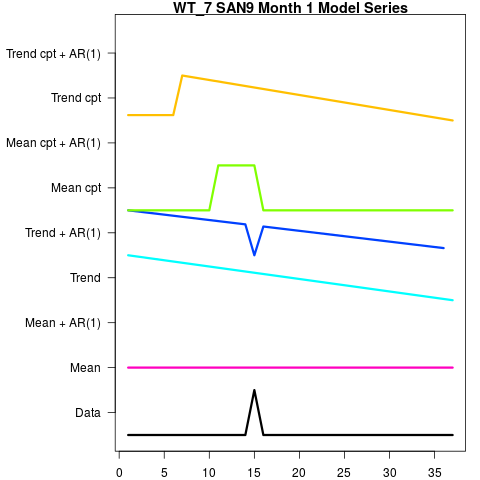 WT_7 SAN9 Month 1 Model Series
Trend cpt + AR(1)
Trend cpt
Mean cpt + AR(1)
Mean cpt
Trend + AR(1)
Trend
Mean + AR(1)
Mean
Data
0 5 10 15 20 25 30 35